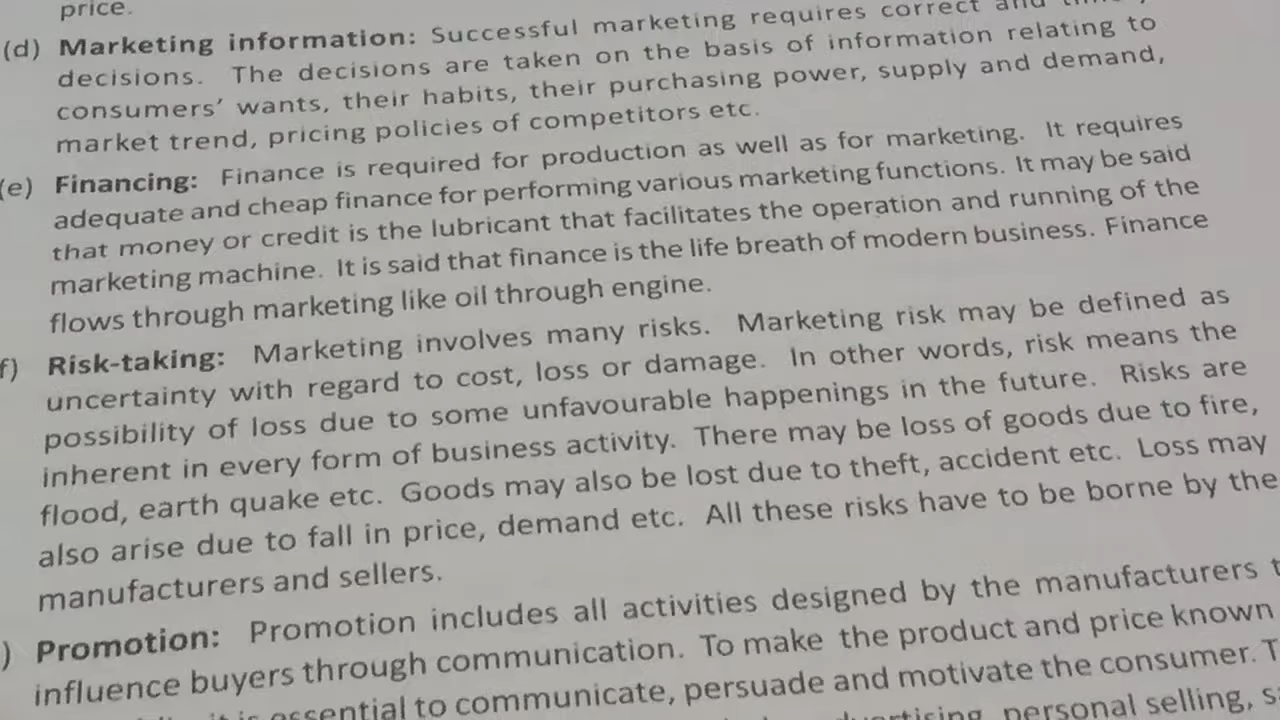 price.
(d) Marketing information: Successful marketing requires correct and
decisions. The decisions are taken on the basis of information relating to
consumers' wants, their habits, their purchasing power, supply and demand,
market trend, pricing policies of competitors etc.
(e) Financing: Finance is required for production as well as for marketing. It requires
adequate and cheap finance for performing various marketing functions. It may be said
that money or credit is the lubricant that facilitates the operation and running of the
marketing machine. It is said that finance is the life breath of modern business. Finance
flows through marketing like oil through engine.
f) Risk-taking: Marketing involves many risks. Marketing risk may be defined as
uncertainty with regard to cost, loss or damage. In other words, risk means the
possibility of loss due to some unfavourable happenings in the future. Risks are
inherent in every form of business activity. There may be loss of goods due to fire,
flood, earth quake etc. Goods may also be lost due to theft, accident etc. Loss may
also arise due to fall in price, demand etc. All these risks have to be borne by the
manufacturers and sellers.
) Promotion: Promotion includes all activities designed by the manufacturers
influence buyers through communication. To make the product and price known
it is essential to communicate, persuade and motivate the consumer.
personal selling,